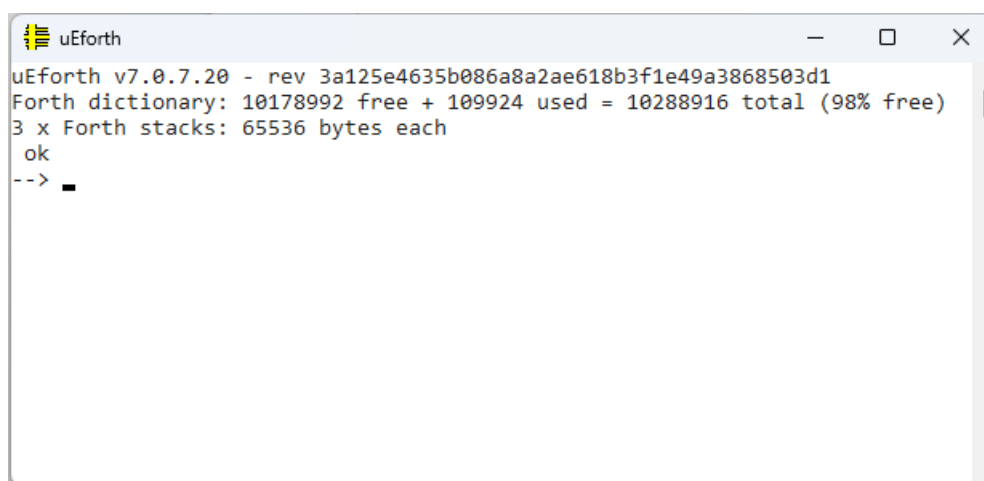 uEforth
uEforth v7.0.7.20 - rev 3a125e4635b086a8a2ae618b3f1e49a3868503d1
Forth dictionary: 10178992 free + 109924 used = 10288916 total (98% free)
3 x Forth stacks: 65536 bytes each
ok
-->